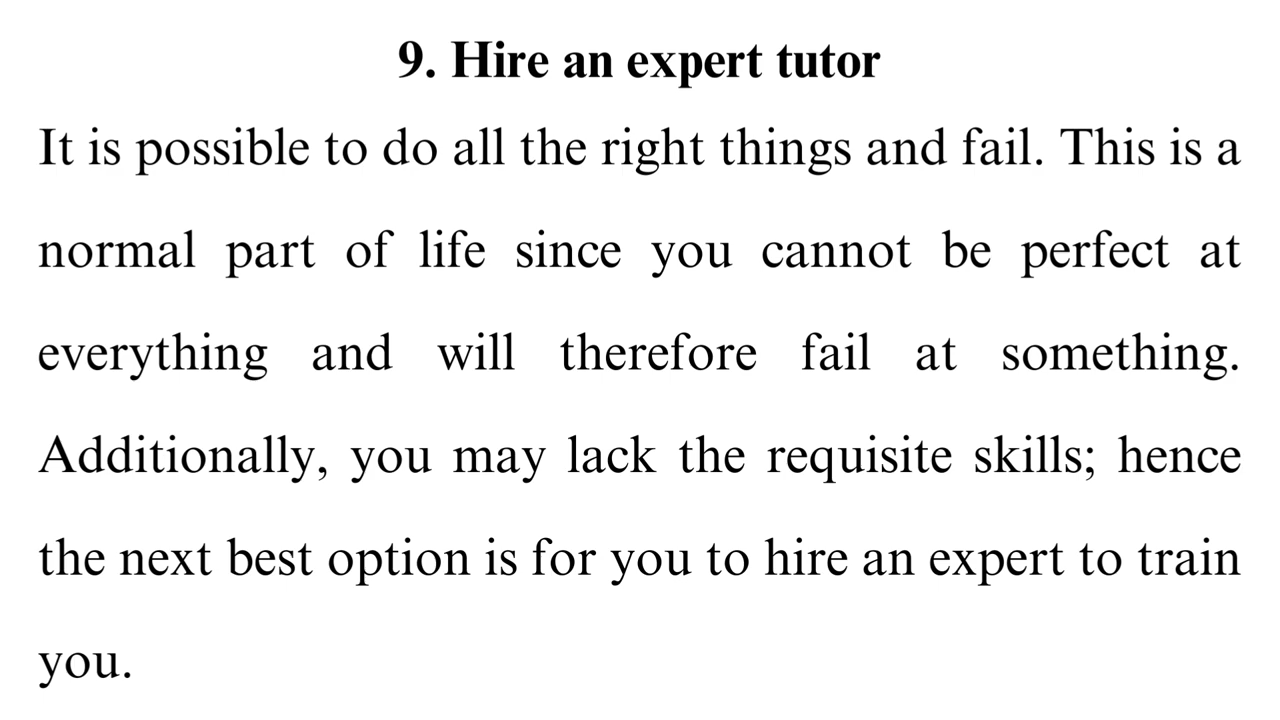 9. Hire an expert tutor
It is possible to do all the right things and fail. This is a
normal part of life since you cannot be perfect at
everything and will therefore fail at something.
Additionally, you may lack the requisite skills; hence
the next best option is for you to hire an expert to train
you.